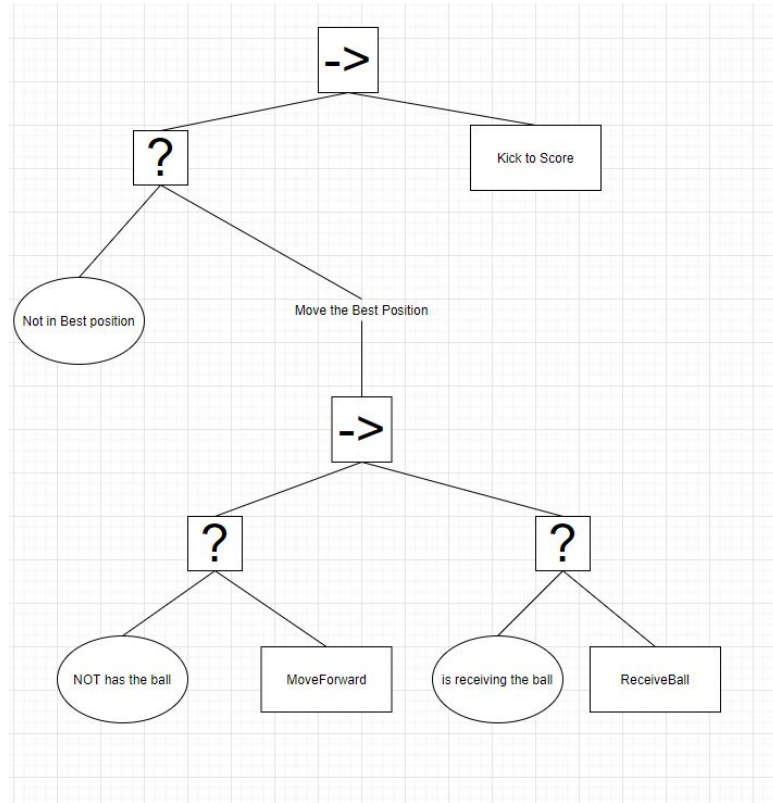 ->
?
Kick to Score
Not in Best position
Move the Best Position
->
?
?
NOT has the ball
MoveForward
is receiving the ball
ReceiveBall